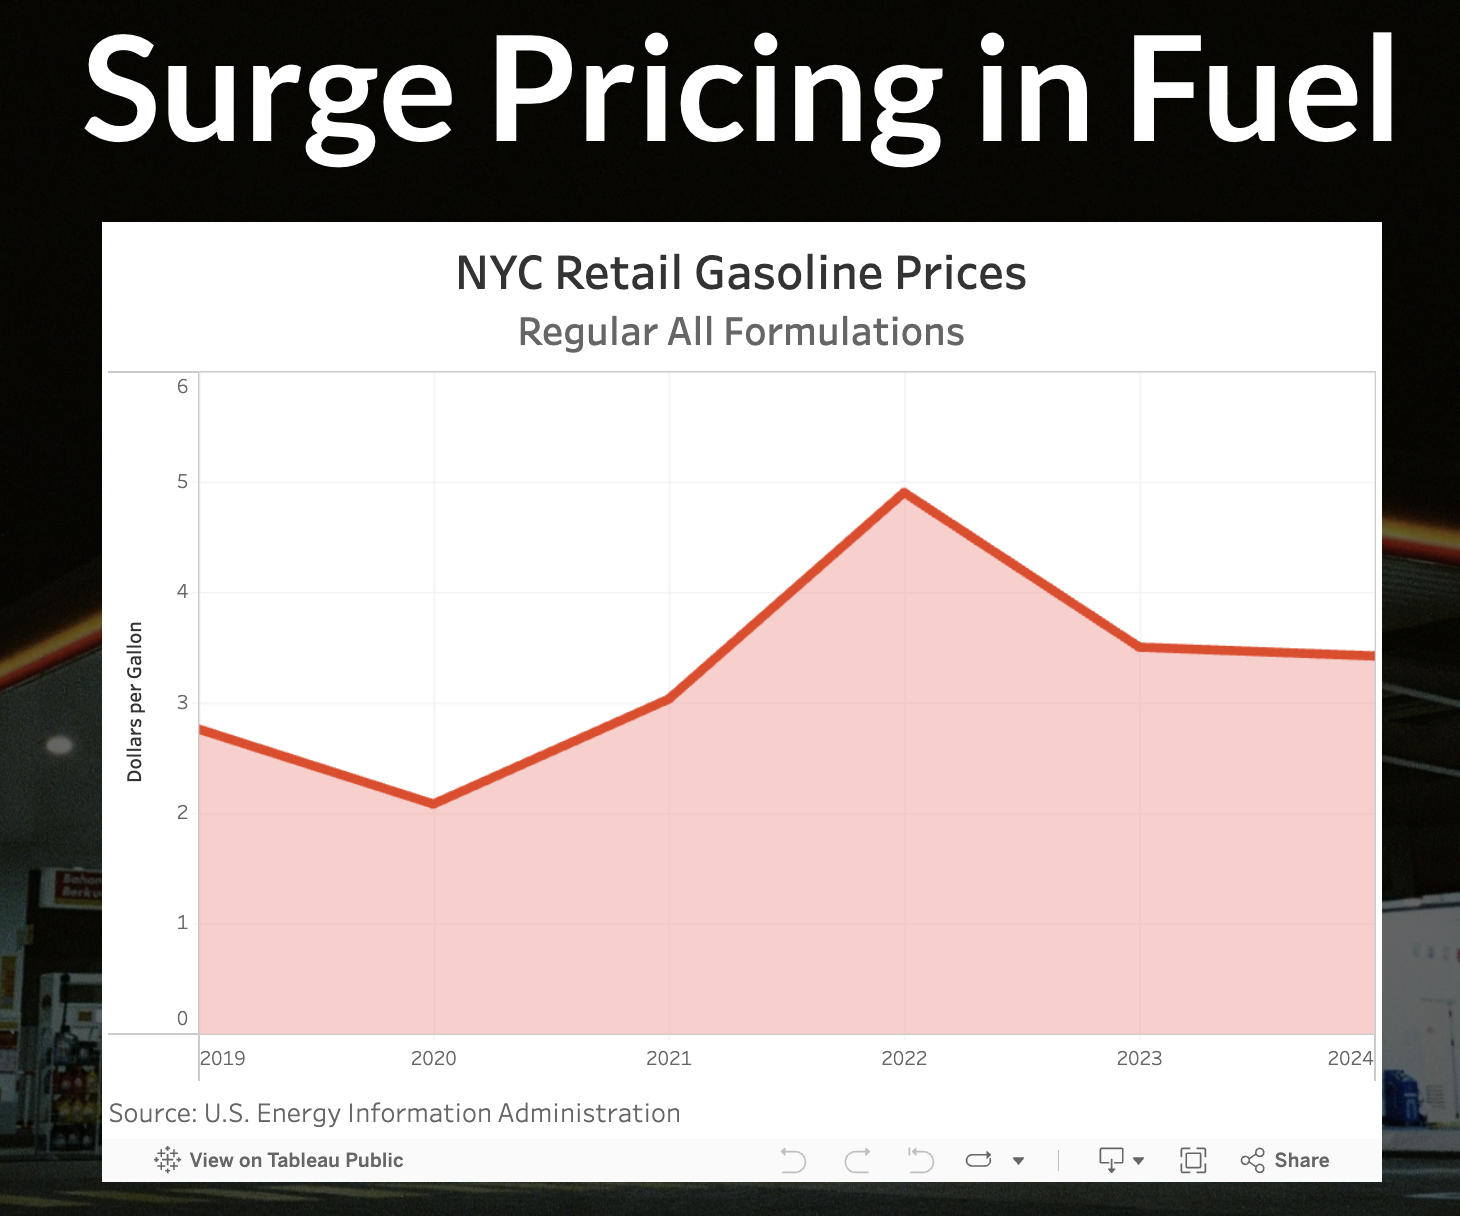 Surge Pricing in Fuel
NYC Retail Gasoline Prices
Regular All Formulations
6
5
4
3
2
1
0
Dollars per Gallon
2019 2020 2021 2022 2023 2024
Source: U.S. Energy Information Administration
View on Tableau Public Share